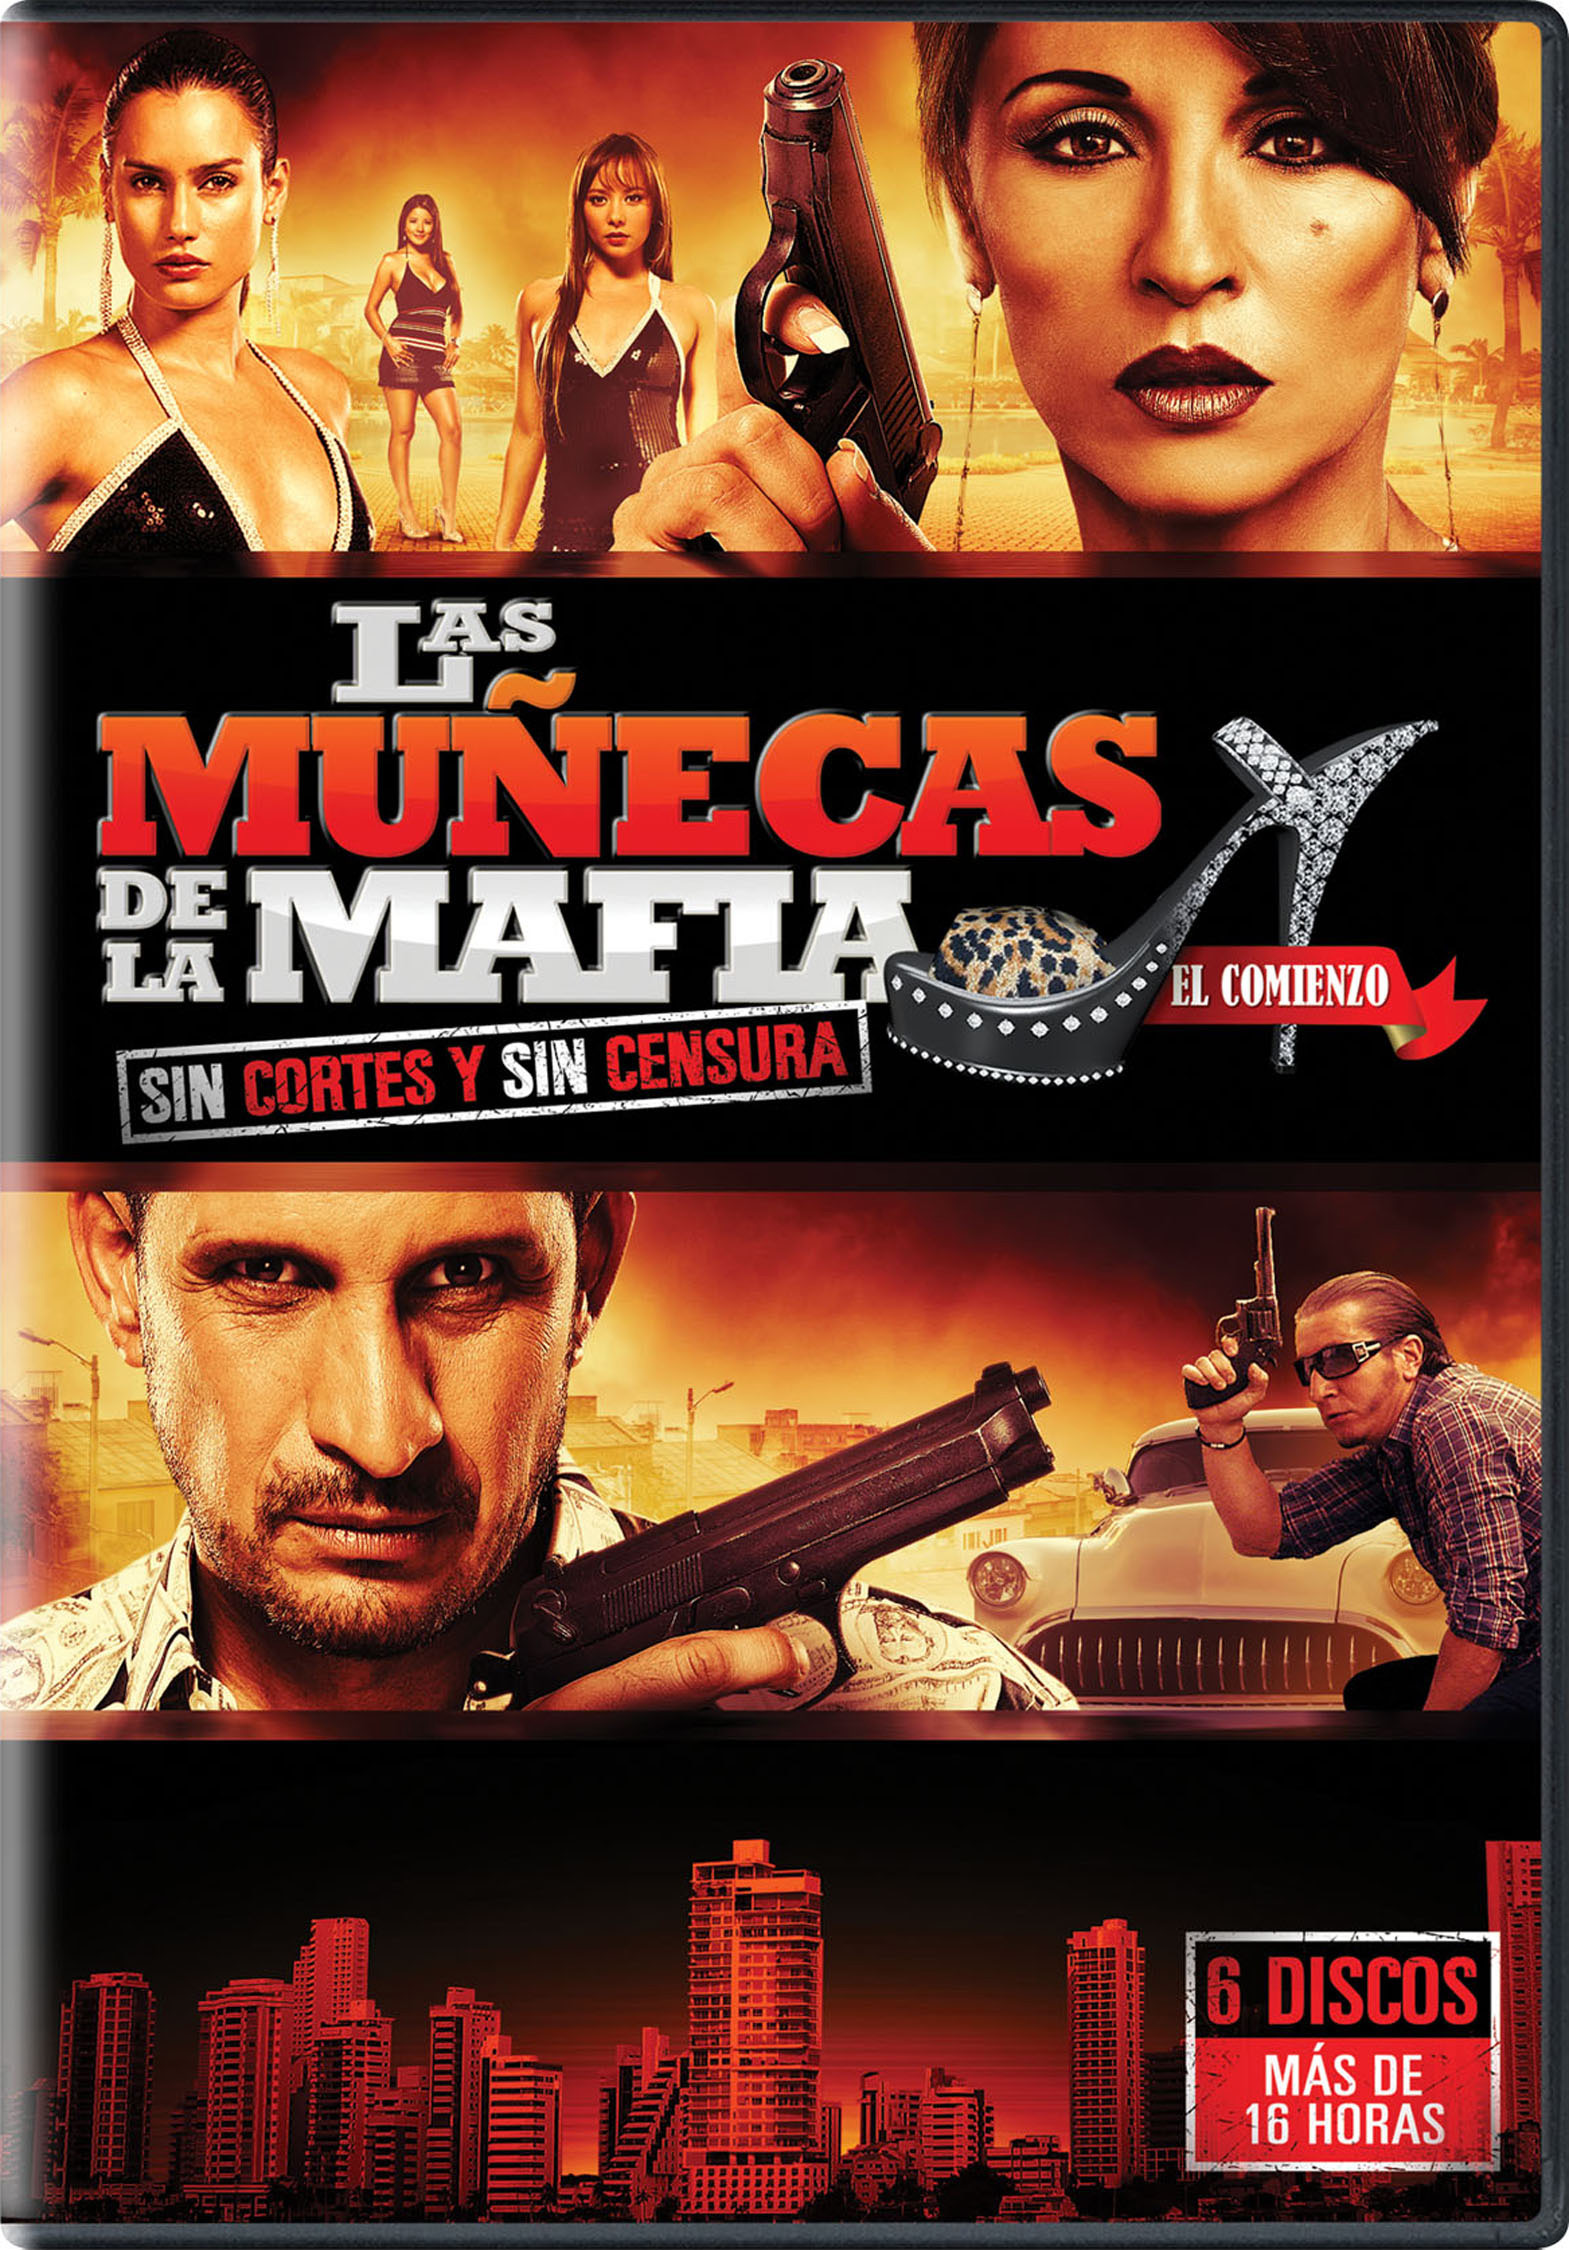 LAS
MUÑECAS
DE LA MAFIA
EL COMIENZO
SIN CORTES Y SIN CENSURA
6 DISCOS
MÁS DE
16 HORAS